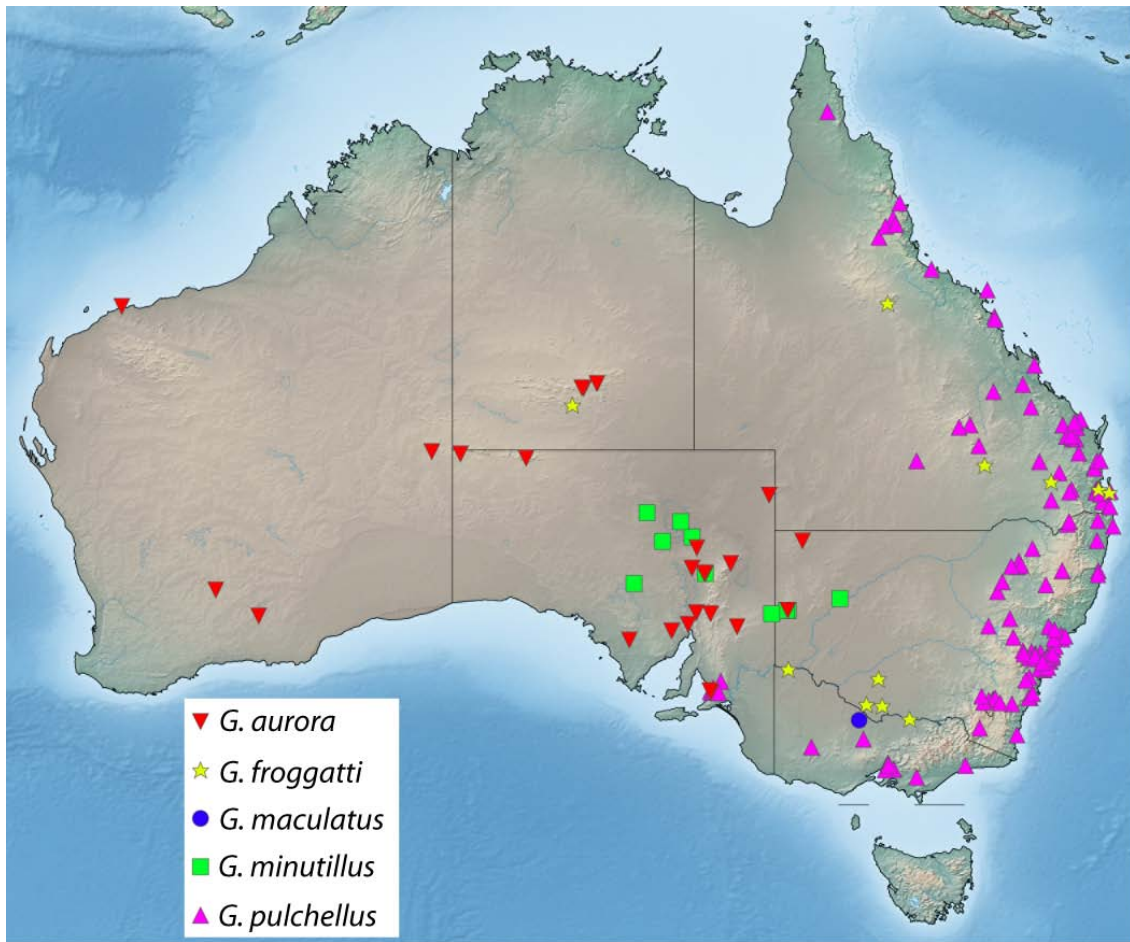 G. aurora
G. froggatti
G. maculatus
G. minutillus
G. pulchellus